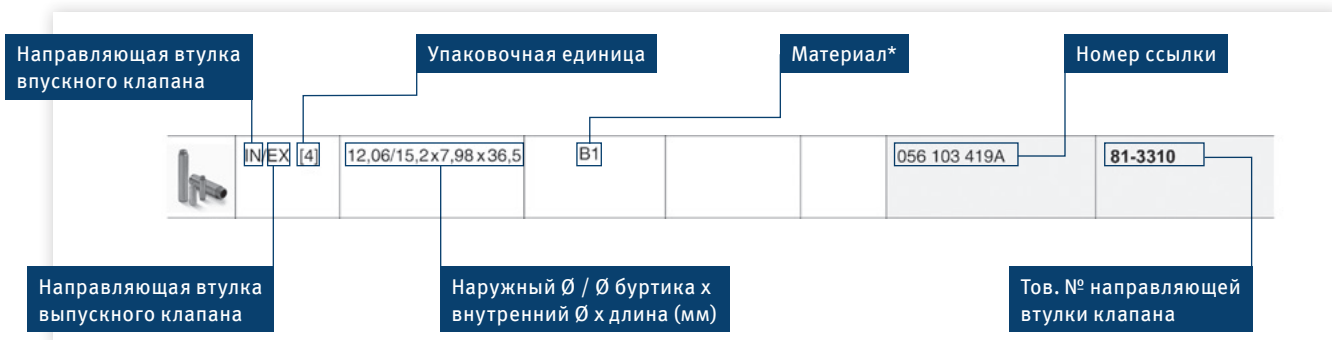 Направляющая втулка
впускного клапана
Упаковочная единица
Материал*
Номер ссылки
IN/EX [4]
12,06/15,2x7,98x36,5
B1
056 103 419A
81-3310
Направляющая втулка
выпускного клапана
Наружный Ø / Ø буртика x
внутренний Ø x длина (мм)
Тов. № направляющей
втулки клапана